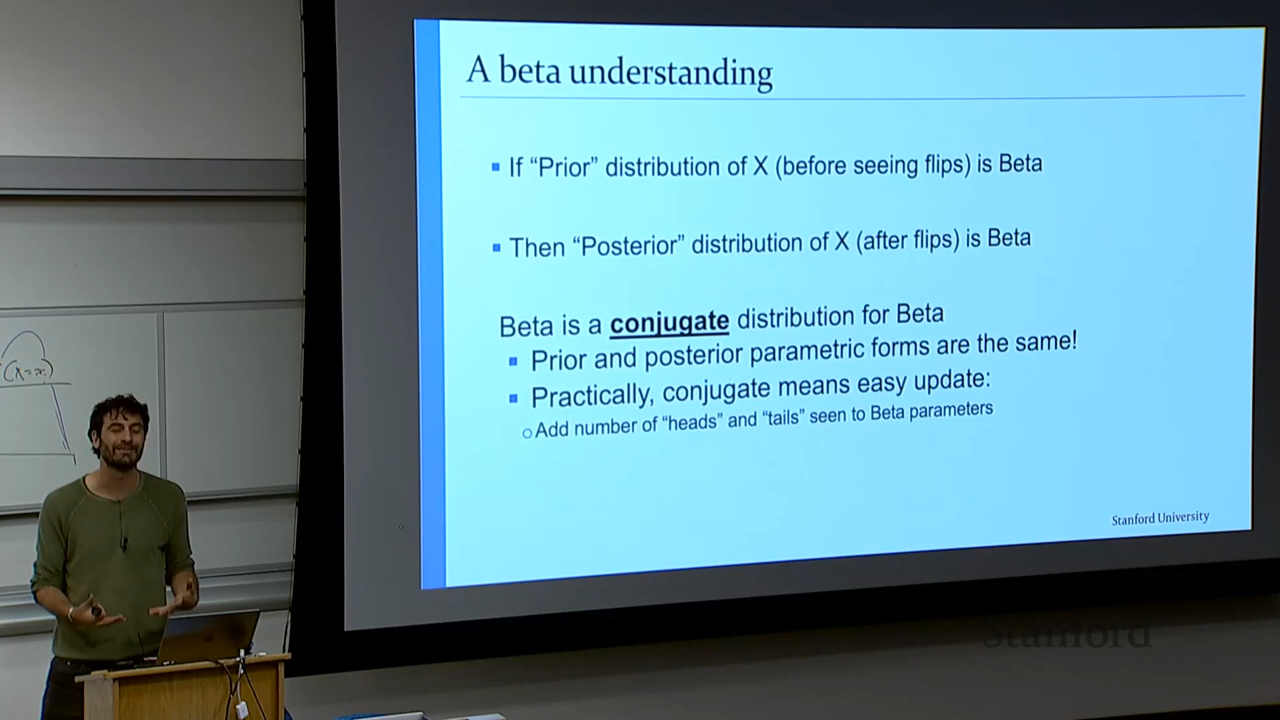 A beta understanding
▪ If “Prior” distribution of X (before seeing flips) is Beta
▪ Then “Posterior” distribution of X (after flips) is Beta
Beta is a conjugate distribution for Beta
▪ Prior and posterior parametric forms are the same!
▪ Practically, conjugate means easy update:
○ Add number of “heads” and “tails” seen to Beta parameters
Stanford University
Stanford